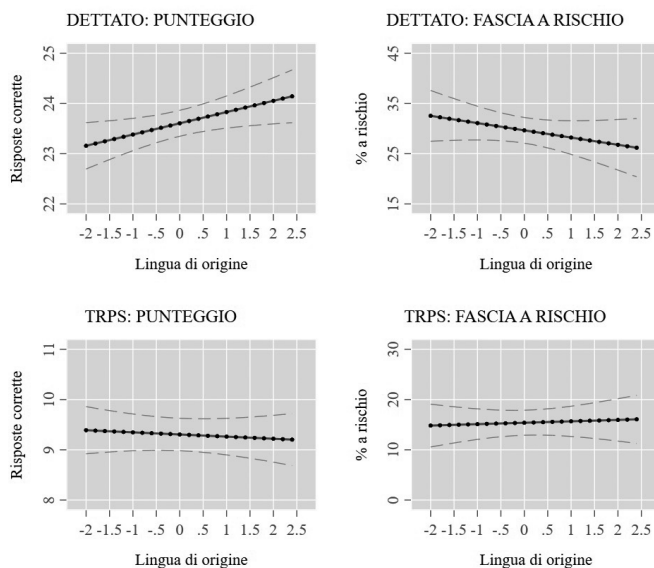 DETTATO: PUNTEGGIO
Risposte corrette
25
24
23
22
-2 -1.5 -1 -.5 0 .5 1 1.5 2 2.5
Lingua di origine
DETTATO: FASCIA A RISCHIO
% a rischio
45
35
25
15
-2 -1.5 -1 -.5 0 .5 1 1.5 2 2.5
Lingua di origine
TRPS: PUNTEGGIO
Risposte corrette
11
10
9
8
-2 -1.5 -1 -.5 0 .5 1 1.5 2 2.5
Lingua di origine
TRPS: FASCIA A RISCHIO
% a rischio
30
20
10
0
-2 -1.5 -1 -.5 0 .5 1 1.5 2 2.5
Lingua di origine